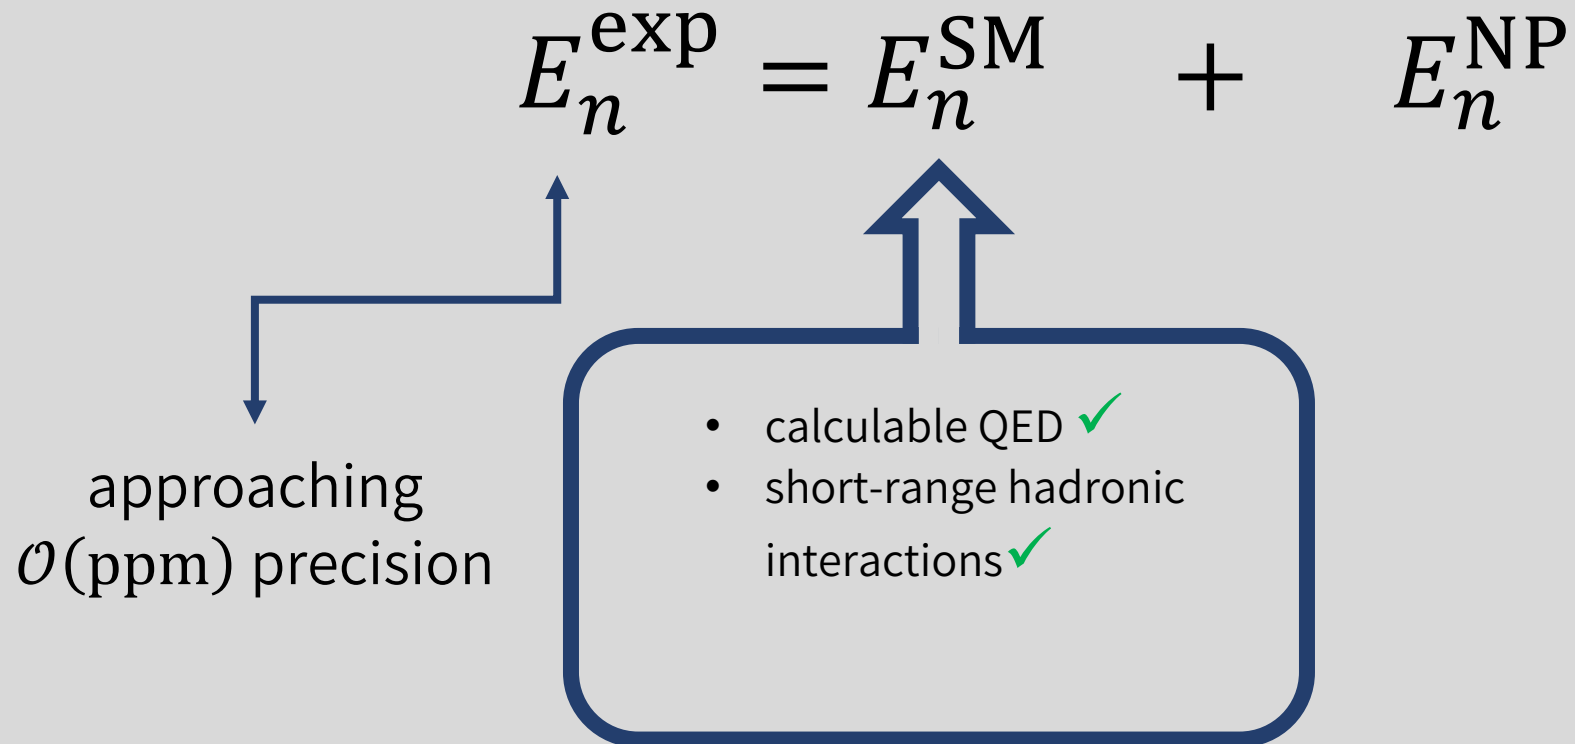 E_n^exp = E_n^SM + E_n^NP
approaching
𝒪(ppm) precision
• calculable QED ✓
• short-range hadronic
interactions ✓